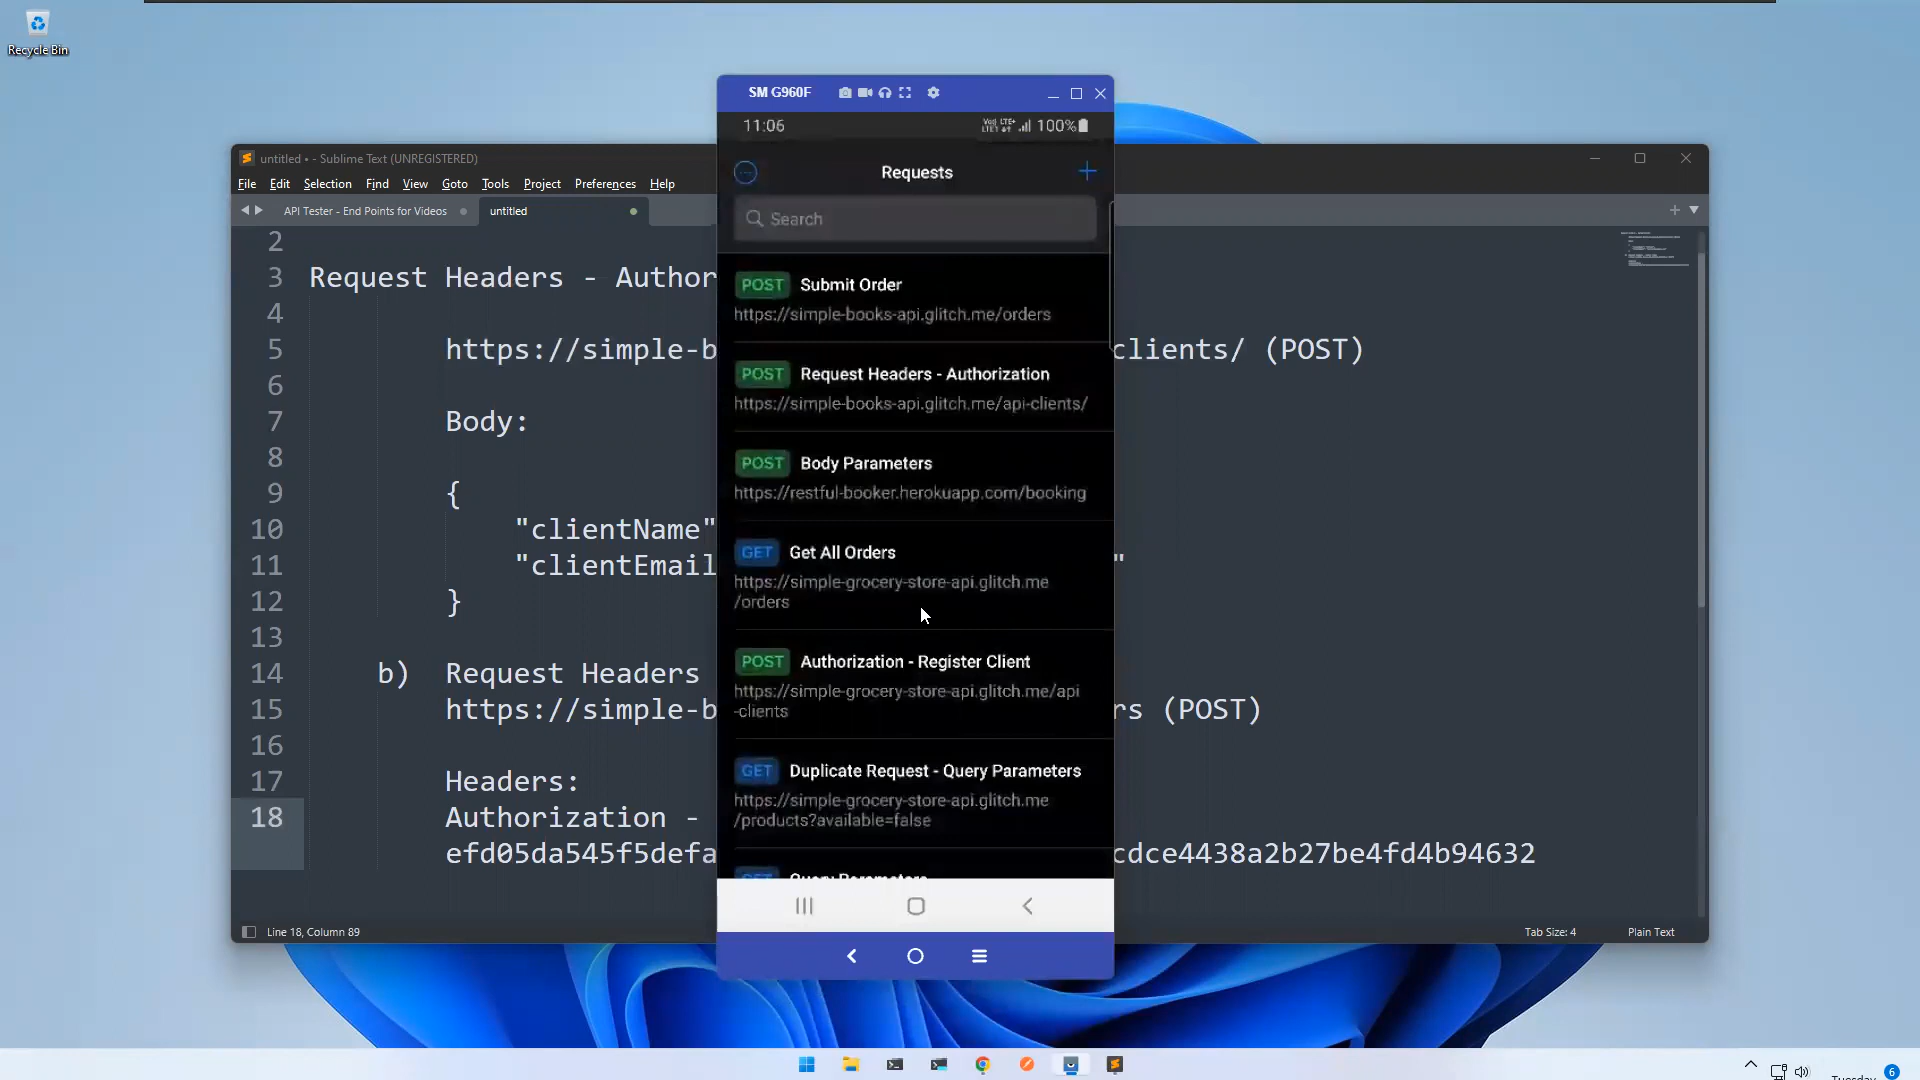 Recycle Bin
SM G960F
11:06
100%
Requests
Search
POST Submit Order
https://simple-books-api.glitch.me/orders
POST Request Headers - Authorization
https://simple-books-api.glitch.me/api-clients/
POST Body Parameters
https://restful-booker.herokuapp.com/booking
GET Get All Orders
https://simple-grocery-store-api.glitch.me
/orders
POST Authorization - Register Client
https://simple-grocery-store-api.glitch.me/api
-clients
GET Duplicate Request - Query Parameters
https://simple-grocery-store-api.glitch.me
/products?available=false
untitled • - Sublime Text (UNREGISTERED)
File Edit Selection Find View Goto Tools Project Preferences Help
API Tester - End Points for Videos untitled
2
3 Request Headers - Author
4
5 https://simple-b clients/ (POST)
6
7 Body:
8
9 {
10 "clientName"
11 "clientEmail "
12 }
13
14 b) Request Headers
15 https://simple-b rs (POST)
16
17 Headers:
18 Authorization -
efd05da545f5defa cdce4438a2b27be4fd4b94632
Line 18, Column 89 Tab Size: 4 Plain Text
6